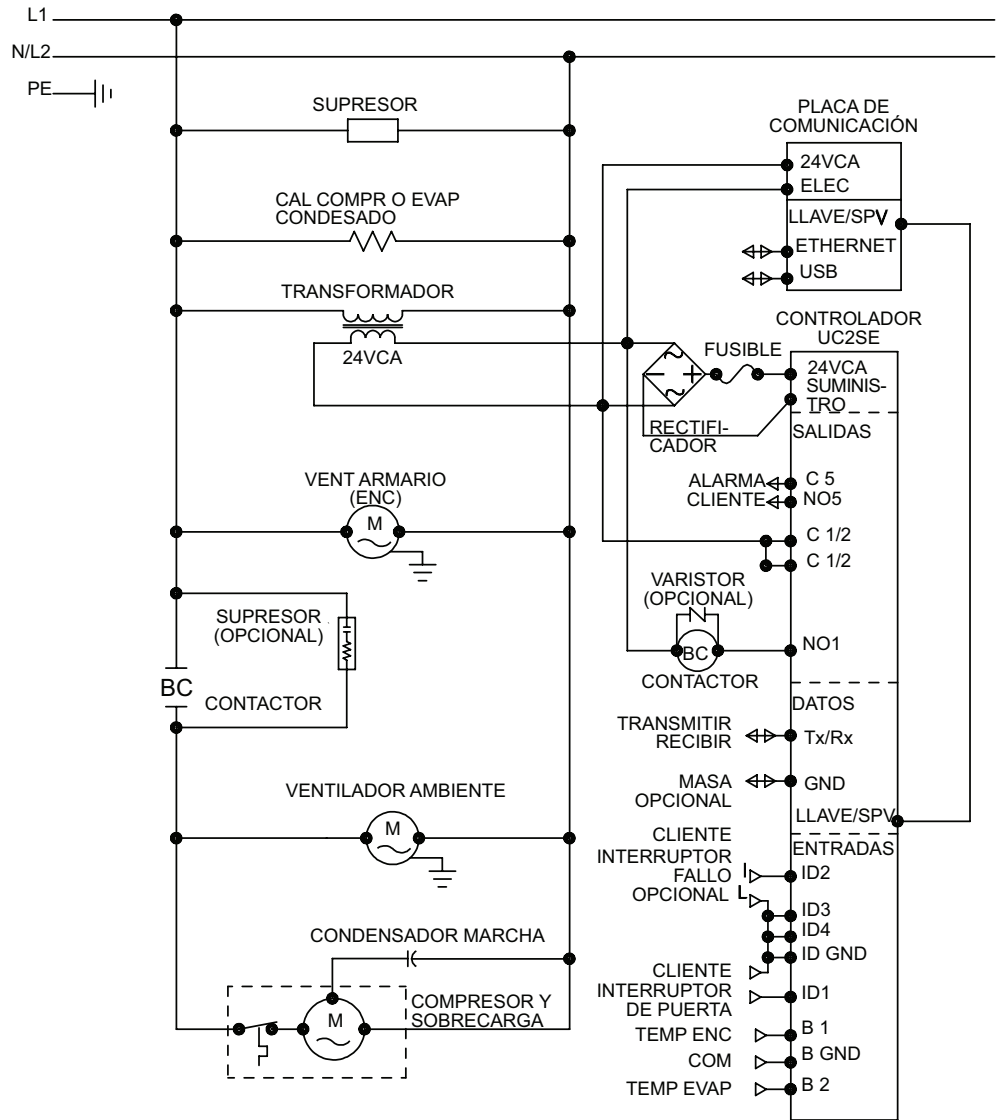 L1
N/L2
PE
SUPRESOR
CAL COMPR O EVAP
CONDESADO
TRANSFORMADOR
24VCA
VENT ARMARIO
(ENC)
M
SUPRESOR
(OPCIONAL)
BC
CONTACTOR
VENTILADOR AMBIENTE
M
CONDENSADOR MARCHA
M
COMPRESOR Y
SOBRECARGA
PLACA DE
COMUNICACIÓN
24VCA
ELEC
LLAVE/SPV
ETHERNET
USB
CONTROLADOR
UC2SE
FUSIBLE
RECTIFI-
CADOR
24VCA
SUMINIS-
TRO
SALIDAS
ALARMA
CLIENTE
C 5
NO5
C 1/2
C 1/2
VARISTOR
(OPCIONAL)
BC
CONTACTOR
NO1
DATOS
TRANSMITIR
RECIBIR
Tx/Rx
MASA
OPCIONAL
GND
LLAVE/SPV
ENTRADAS
CLIENTE
INTERRUPTOR
FALLO
OPCIONAL
ID2
ID3
ID4
ID GND
CLIENTE
INTERRUPTOR
DE PUERTA
ID1
TEMP ENC
B 1
COM
B GND
TEMP EVAP
B 2